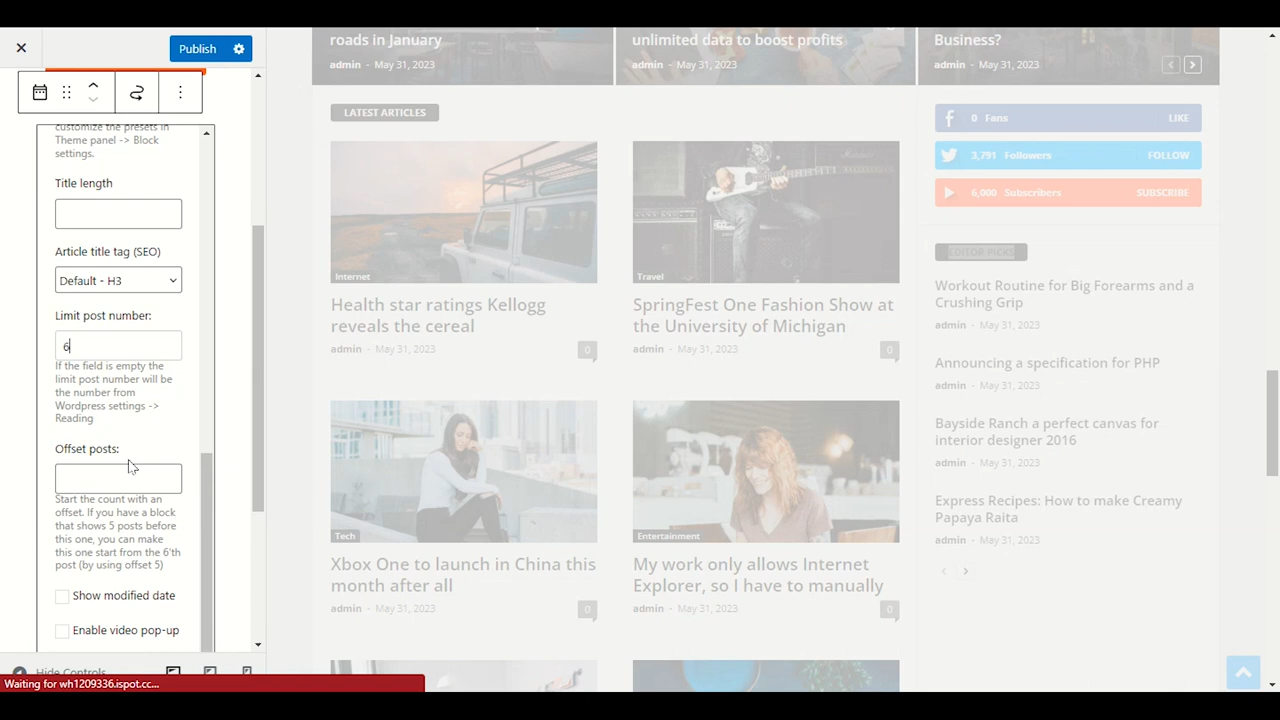 Publish
customize the presets in
Theme panel -> Block
settings.
Title length
Article title tag (SEO)
Default - H3
Limit post number:
6
If the field is empty the
limit post number will be
the number from
Wordpress settings ->
Reading
Offset posts:
Start the count with an
offset. If you have a block
that shows 5 posts before
this one, you can make
this one start from the 6'th
post (by using offset 5)
Show modified date
Enable video pop-up
Hide Controls
Waiting for wh1209336.ispot.cc...
roads in January
admin - May 31, 2023
unlimited data to boost profits
admin - May 31, 2023
Business?
admin - May 31, 2023
LATEST ARTICLES
Internet
Health star ratings Kellogg
reveals the cereal
admin - May 31, 2023
0
Travel
SpringFest One Fashion Show at
the University of Michigan
admin - May 31, 2023
0
Tech
Xbox One to launch in China this
month after all
admin - May 31, 2023
0
Entertainment
My work only allows Internet
Explorer, so I have to manually
admin - May 31, 2023
0
0 Fans LIKE
3,791 Followers FOLLOW
6,000 Subscribers SUBSCRIBE
EDITOR PICKS
Workout Routine for Big Forearms and a
Crushing Grip
admin - May 31, 2023
Announcing a specification for PHP
admin - May 31, 2023
Bayside Ranch a perfect canvas for
interior designer 2016
admin - May 31, 2023
Express Recipes: How to make Creamy
Papaya Raita
admin - May 31, 2023